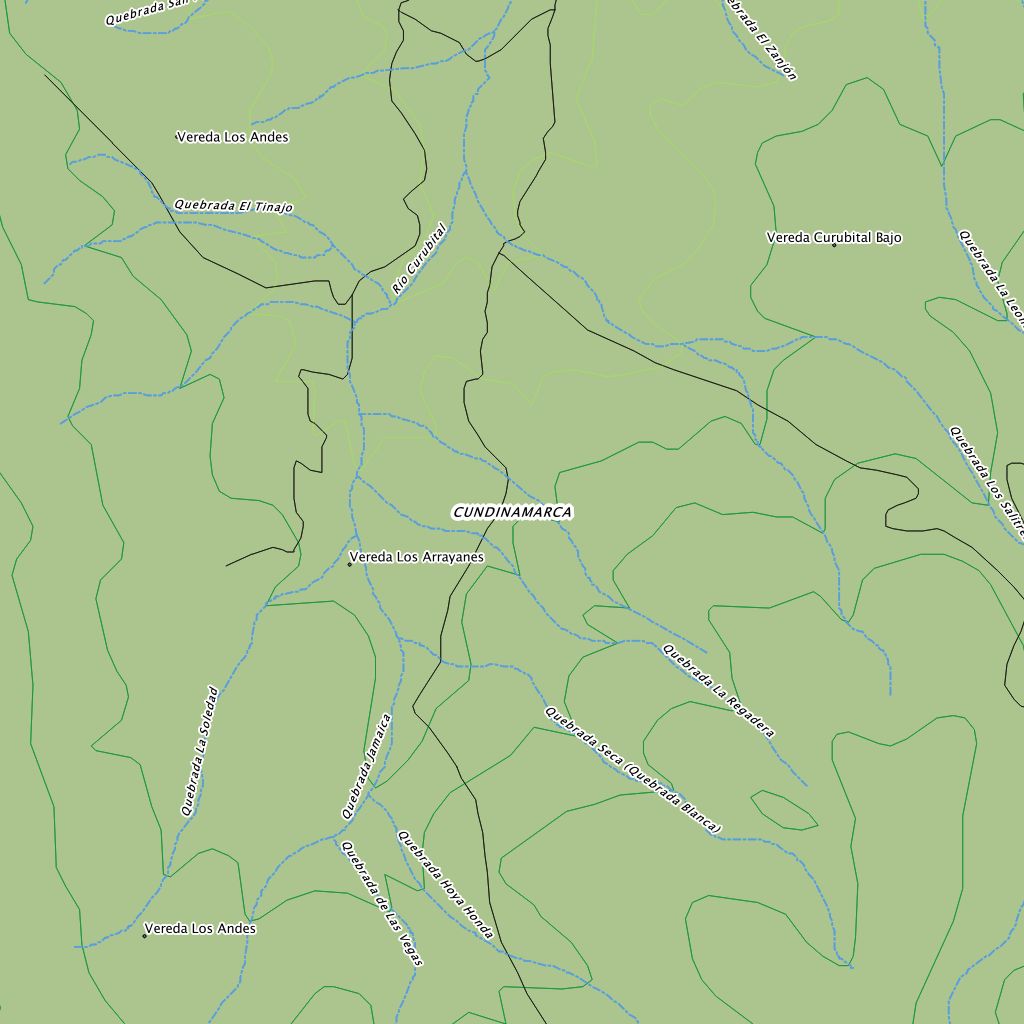 Quebrada San
Quebrada El Zanjón
Vereda Los Andes
Quebrada El Tinajo
Río Curubital
Vereda Curubital Bajo
Quebrada La Leon
Quebrada Los Salitre
CUNDINAMARCA
Vereda Los Arrayanes
Quebrada La Regadera
Quebrada La Soledad
Quebrada Jamaica
Quebrada Seca (Quebrada Blanca)
Quebrada Hoya Honda
Quebrada de Las Vegas
Vereda Los Andes